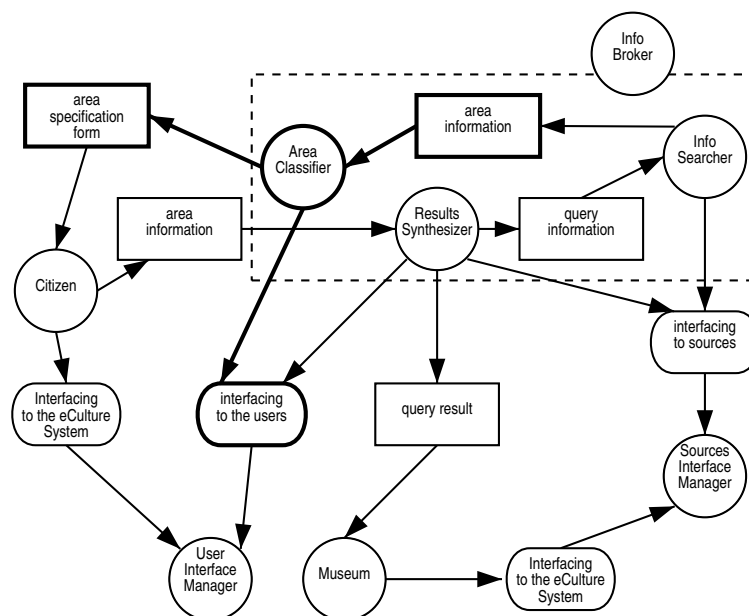 Info
Broker
area
specification
form
area
information
Info
Searcher
Area
Classifier
area
information
Results
Synthesizer
query
information
Citizen
interfacing
to sources
Interfacing
to the eCulture
System
interfacing
to the users
query result
Sources
Interface
Manager
User
Interface
Manager
Museum
Interfacing
to the eCulture
System